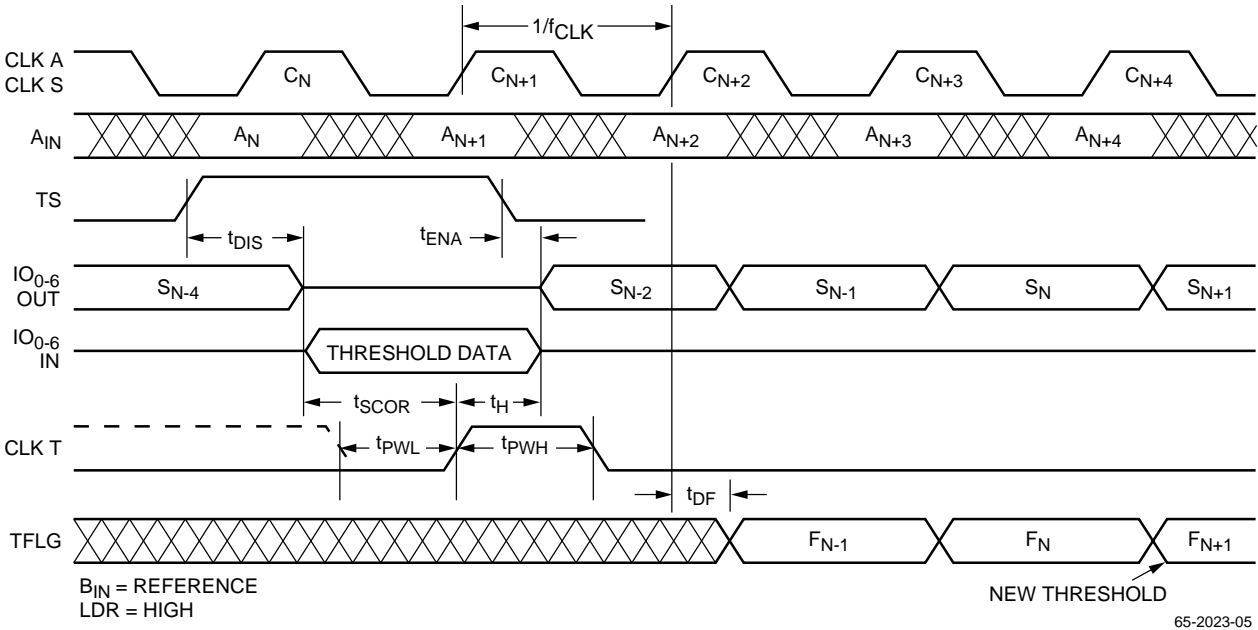 1/fCLK
CLK A
CLK S
CN CN+1 CN+2 CN+3 CN+4
AIN AN AN+1 AN+2 AN+3 AN+4
TS
tDIS tENA
IO0-6
OUT
SN-4 SN-2 SN-1 SN SN+1
IO0-6
IN
THRESHOLD DATA
tSCOR tH
CLK T tPWL tPWH
tDF
TFLG FN-1 FN FN+1
BIN = REFERENCE
LDR = HIGH
NEW THRESHOLD
65-2023-05